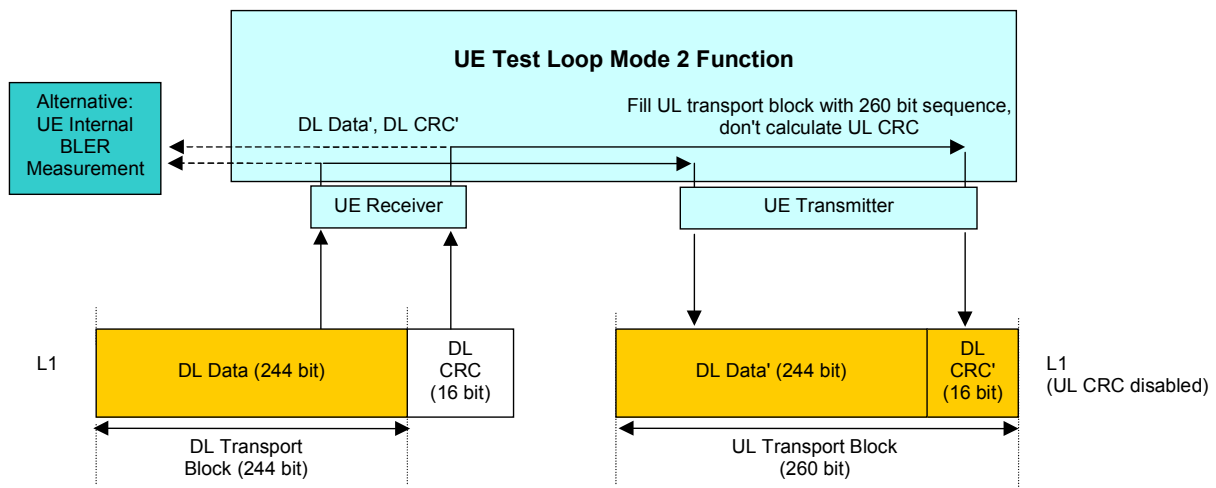 UE Test Loop Mode 2 Function
Alternative:
UE Internal
BLER
Measurement
DL Data', DL CRC'
Fill UL transport block with 260 bit sequence,
don't calculate UL CRC
UE Receiver
UE Transmitter
L1
DL Data (244 bit)
DL
CRC
(16 bit)
DL Data' (244 bit)
DL
CRC'
(16 bit)
L1
(UL CRC disabled)
DL Transport
Block (244 bit)
UL Transport Block
(260 bit)